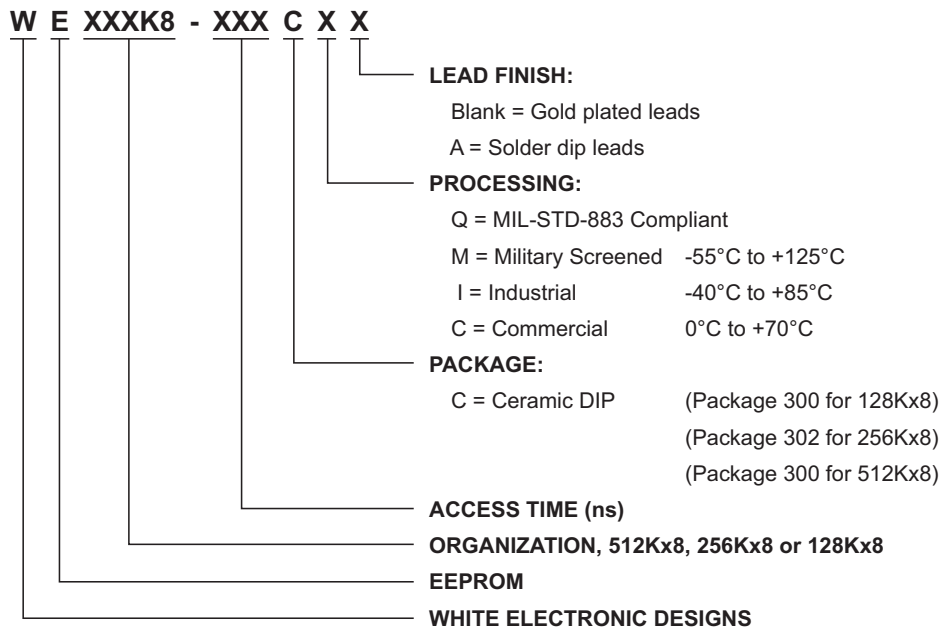 W E XXXK8 - XXX C X X
LEAD FINISH:
Blank = Gold plated leads
A = Solder dip leads
PROCESSING:
Q = MIL-STD-883 Compliant
M = Military Screened -55°C to +125°C
I = Industrial -40°C to +85°C
C = Commercial 0°C to +70°C
PACKAGE:
C = Ceramic DIP (Package 300 for 128Kx8)
(Package 302 for 256Kx8)
(Package 300 for 512Kx8)
ACCESS TIME (ns)
ORGANIZATION, 512Kx8, 256Kx8 or 128Kx8
EEPROM
WHITE ELECTRONIC DESIGNS